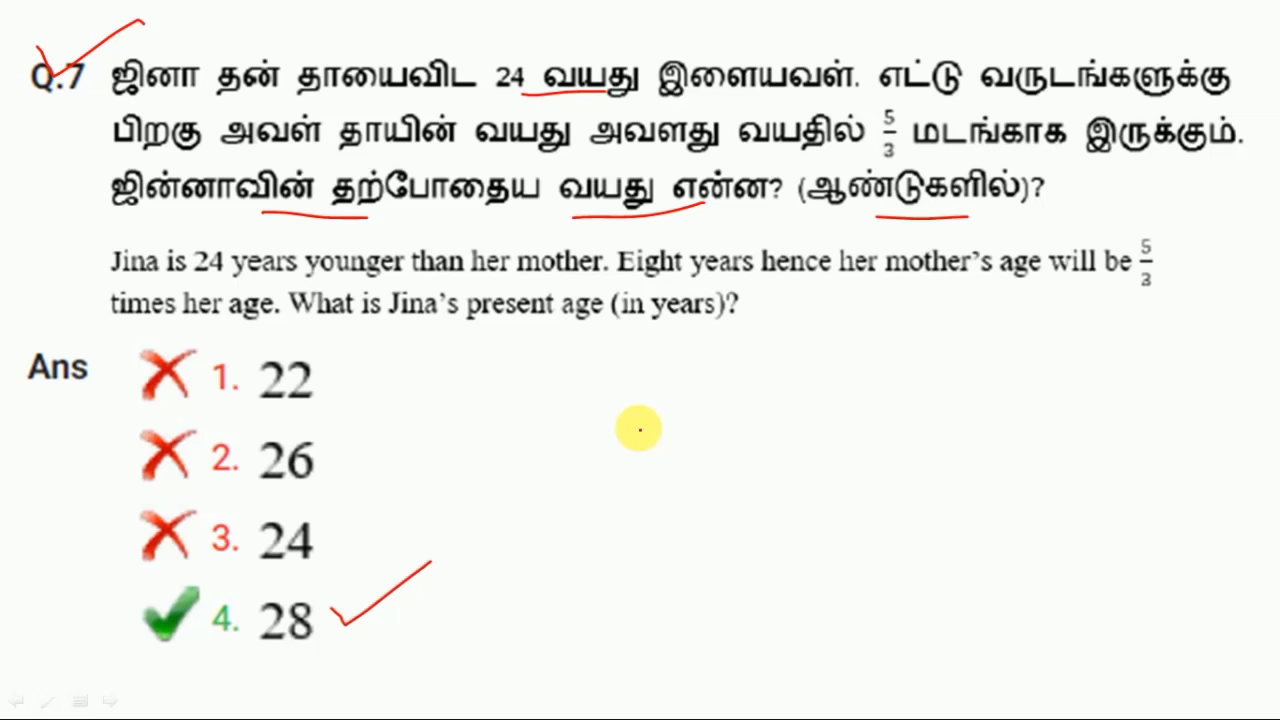 Q.7 ஜினா தன் தாயைவிட 24 வயது இளையவள். எட்டு வருடங்களுக்கு
பிறகு அவள் தாயின் வயது அவளது வயதில் 5/3 மடங்காக இருக்கும்.
ஜின்னாவின் தற்போதைய வயது என்ன? (ஆண்டுகளில்)?
Jina is 24 years younger than her mother. Eight years hence her mother's age will be 5/3
times her age. What is Jina's present age (in years)?
Ans 1. 22
2. 26
3. 24
4. 28